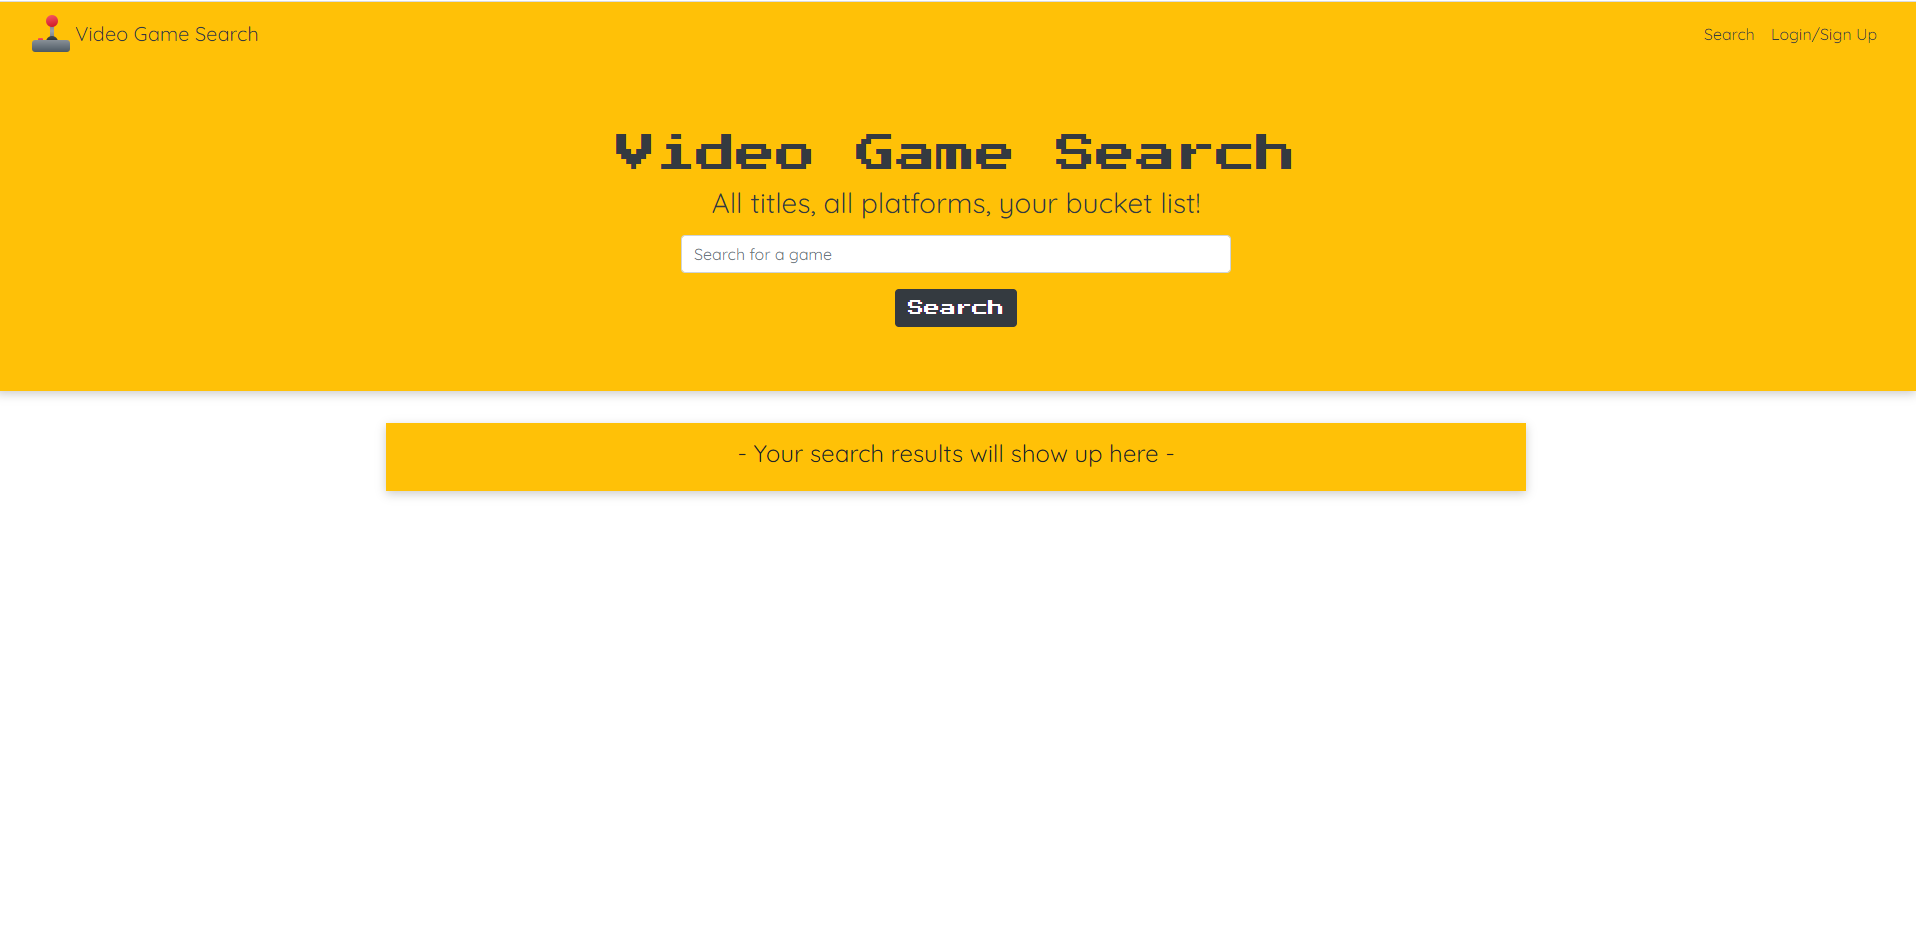 Video Game Search
Search
Login/Sign Up
Video Game Search
All titles, all platforms, your bucket list!
Search for a game
Search
- Your search results will show up here -